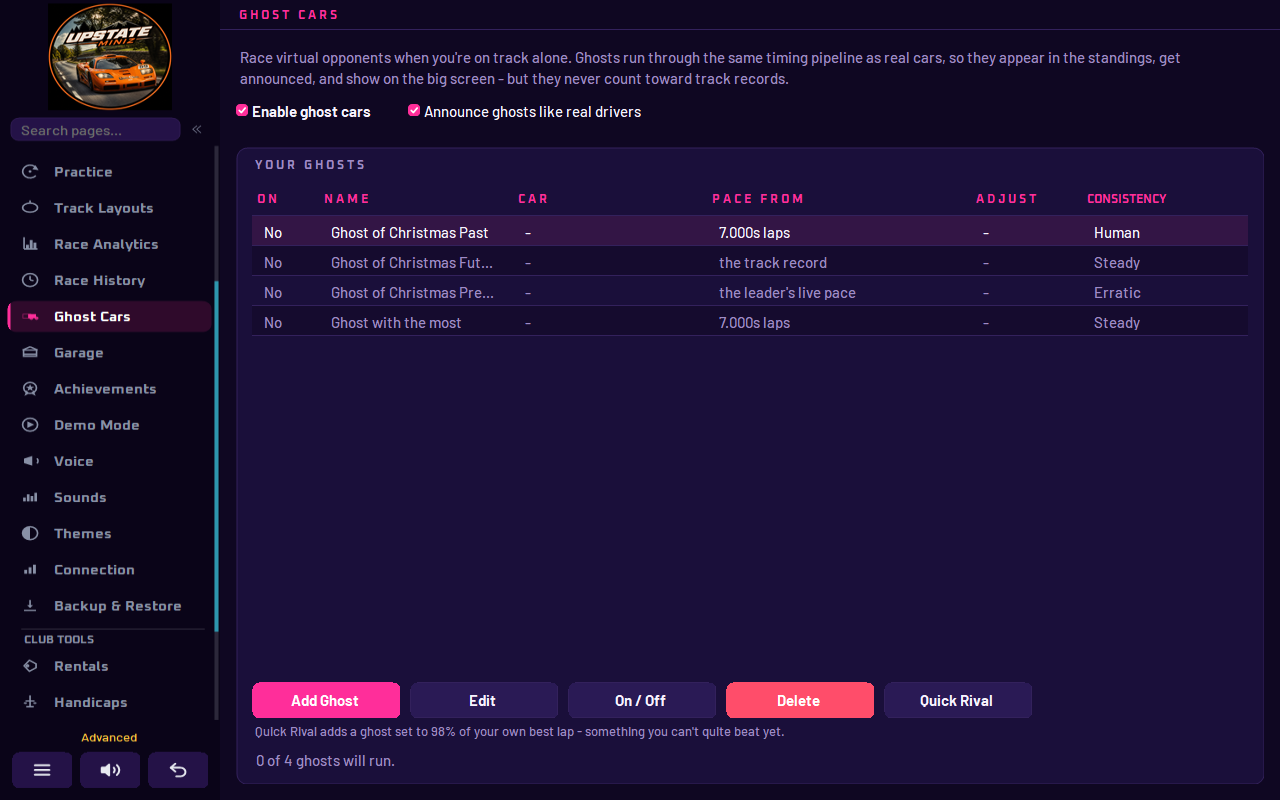 UPSTATE
MINIZ
Search pages...
Practice
Track Layouts
Race Analytics
Race History
Ghost Cars
Garage
Achievements
Demo Mode
Voice
Sounds
Themes
Connection
Backup & Restore
CLUB TOOLS
Rentals
Handicaps
Advanced
GHOST CARS
Race virtual opponents when you're on track alone. Ghosts run through the same timing pipeline as real cars, so they appear in the standings, get
announced, and show on the big screen - but they never count toward track records.
Enable ghost cars Announce ghosts like real drivers
YOUR GHOSTS
ON NAME CAR PACE FROM ADJUST CONSISTENCY
No Ghost of Christmas Past - 7.000s laps - Human
No Ghost of Christmas Fut... - the track record - Steady
No Ghost of Christmas Pre... - the leader's live pace - Erratic
No Ghost with the most - 7.000s laps - Steady
Add Ghost Edit On / Off Delete Quick Rival
Quick Rival adds a ghost set to 98% of your own best lap - something you can't quite beat yet.
0 of 4 ghosts will run.